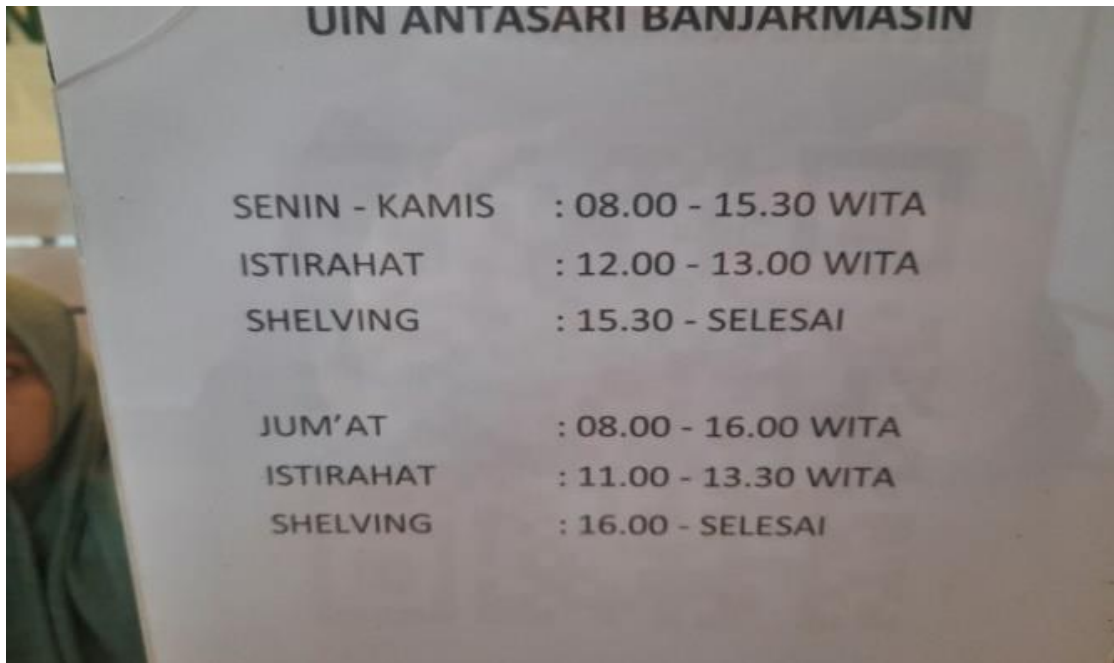 UIN ANTASARI BANJARMASIN
SENIN - KAMIS : 08.00 - 15.30 WITA
ISTIRAHAT : 12.00 - 13.00 WITA
SHELVING : 15.30 - SELESAI
JUM'AT : 08.00 - 16.00 WITA
ISTIRAHAT : 11.00 - 13.30 WITA
SHELVING : 16.00 - SELESAI